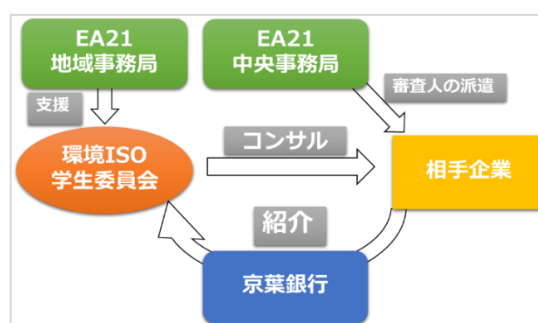 EA21
地域事務局
EA21
中央事務局
支援
審査人の派遣
環境ISO
学生委員会
コンサル
相手企業
紹介
京葉銀行